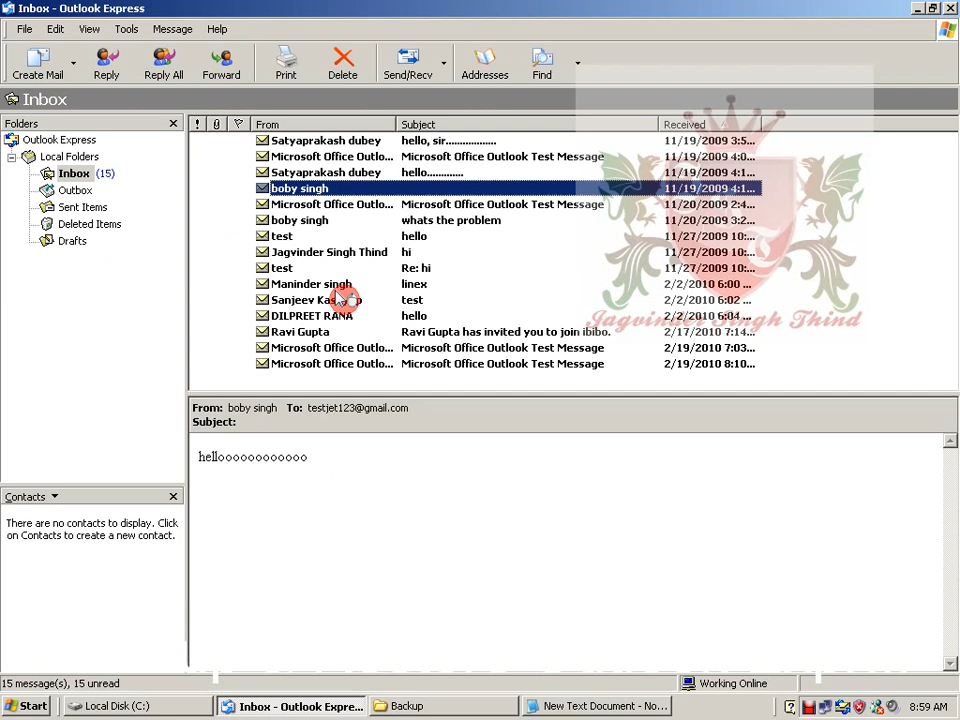 Inbox - Outlook Express
File Edit View Tools Message Help
Create Mail Reply Reply All Forward Print Delete Send/Recv Addresses Find
Inbox
Folders
Outlook Express
Local Folders
Inbox (15)
Outbox
Sent Items
Deleted Items
Drafts
! From Subject Received
Satyaprakash dubey hello, sir................. 11/19/2009 3:5...
Microsoft Office Outlo... Microsoft Office Outlook Test Message 11/19/2009 4:0...
Satyaprakash dubey hello............. 11/19/2009 4:1...
boby singh 11/19/2009 4:1...
Microsoft Office Outlo... Microsoft Office Outlook Test Message 11/20/2009 2:4...
boby singh whats the problem 11/20/2009 3:2...
test hello 11/27/2009 10:...
Jagvinder Singh Thind hi 11/27/2009 10:...
test Re: hi 11/27/2009 10:...
Maninder singh linex 2/2/2010 6:00 ...
Sanjeev test 2/2/2010 6:02 ...
DILPREET RANA hello 2/2/2010 6:04 ...
Ravi Gupta Ravi Gupta has invited you to join ibibo. 2/17/2010 7:14...
Microsoft Office Outlo... Microsoft Office Outlook Test Message 2/19/2010 7:03...
Microsoft Office Outlo... Microsoft Office Outlook Test Message 2/19/2010 8:10...
Jagvinder Singh Thind
From: boby singh To: testjet123@gmail.com
Subject:
helloooooooooooo
Contacts
There are no contacts to display. Click
on Contacts to create a new contact.
15 message(s), 15 unread Working Online
Start Local Disk (C:) Inbox - Outlook Expre... Backup New Text Document - No... 8:59 AM